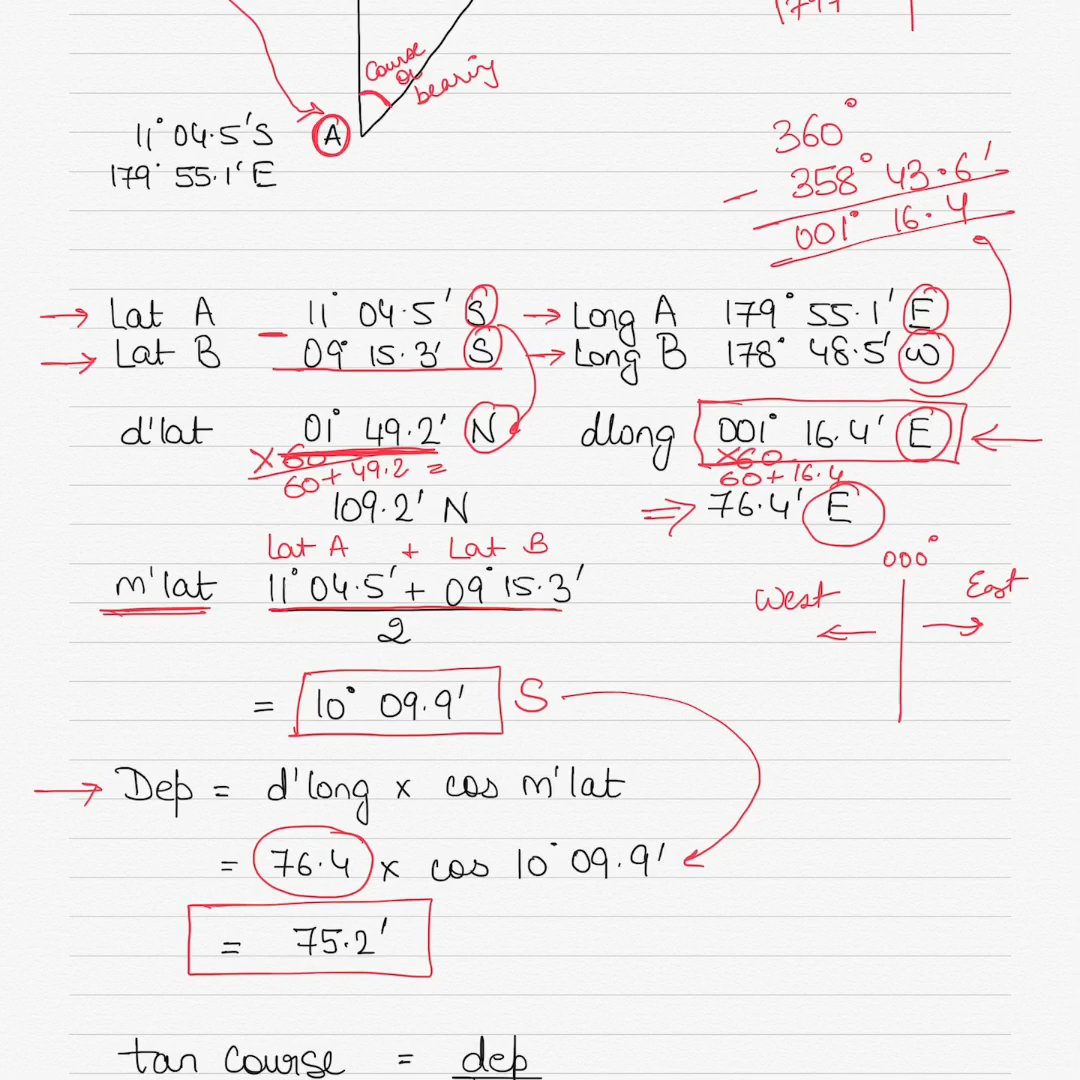 Course
or
bearing
11° 04.5' S
A
179° 55.1' E
360°
- 358° 43.6'
001° 16.4
→ Lat A 11° 04.5' S → Long A 179° 55.1' E
→ Lat B - 09° 15.3' S → Long B 178° 48.5' W
d'lat 01° 49.2' N dlong 001° 16.4' E ←
×60 ×60
60 + 49.2 = 60 + 16.4
109.2' N ⇒ 76.4' E
Lat A + Lat B
000°
m'lat 11° 04.5' + 09° 15.3'
2
West East
= 10° 09.9' S
→ Dep = d'long x cos m'lat
= 76.4 x cos 10° 09.9'
= 75.2'
tan course = dep